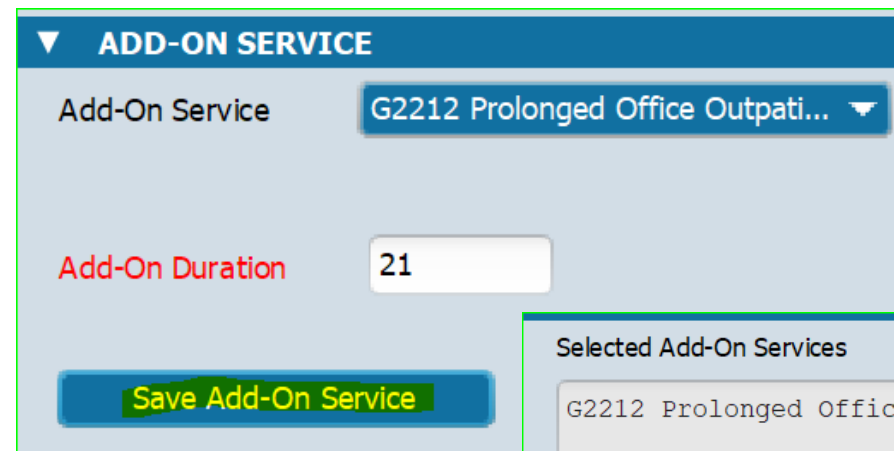 ADD-ON SERVICE
Add-On Service
G2212 Prolonged Office Outpati...
Add-On Duration
21
Save Add-On Service
Selected Add-On Services
G2212 Prolonged Offic